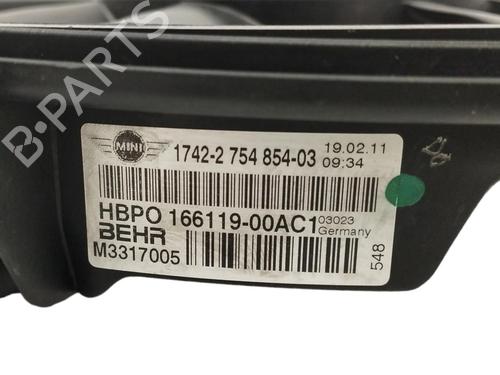 B-PARTS
MINI
1742-2 754 854-03
19.02.11
09:34
HBPO 166119-00AC1
03023
Germany
BEHR
M3317005
548